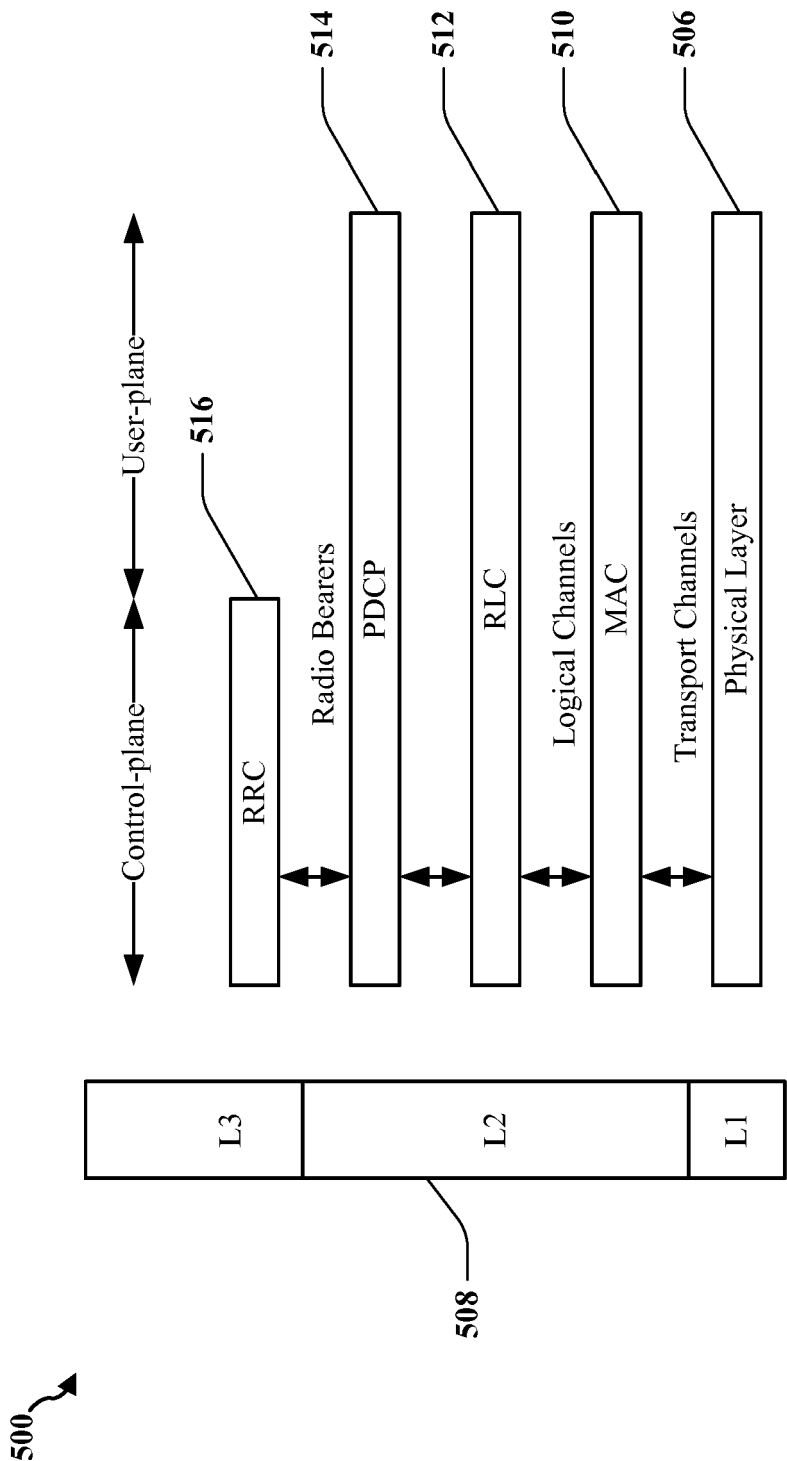 500
Control-plane
User-plane
516
L3
RRC
Radio Bearers
514
PDCP
L2
508
512
RLC
Logical Channels
510
MAC
Transport Channels
506
L1
Physical Layer